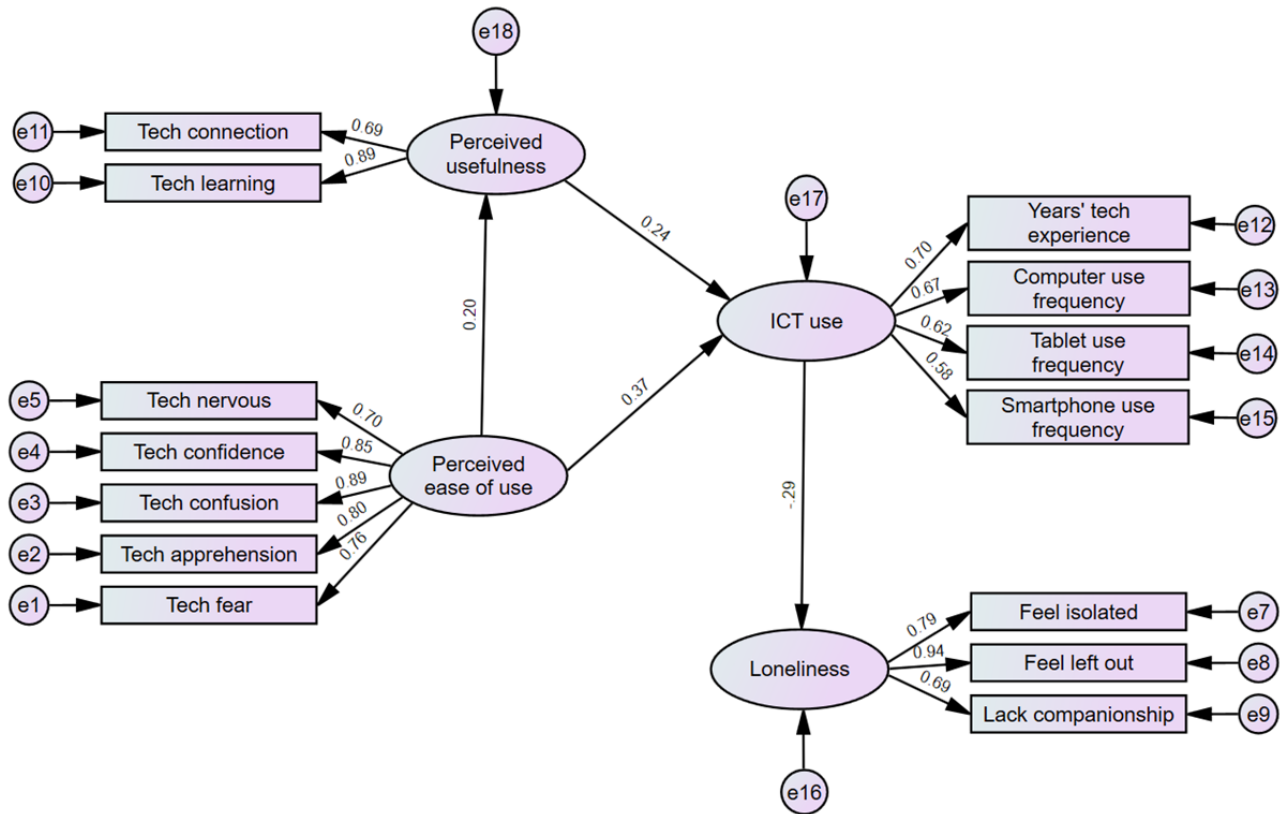 e18
e11
Tech connection
0.69
Perceived
usefulness
e10
Tech learning
0.89
e17
0.24
Years' tech
experience
e12
0.70
Computer use
frequency
e13
0.67
ICT use
Tablet use
frequency
e14
0.62
Smartphone use
frequency
e15
0.58
0.20
0.37
e5
Tech nervous
0.70
e4
Tech confidence
0.85
Perceived
ease of use
e3
Tech confusion
0.89
e2
Tech apprehension
0.80
e1
Tech fear
0.76
-.29
Feel isolated
e7
0.79
Loneliness
Feel left out
e8
0.94
Lack companionship
e9
0.69
e16